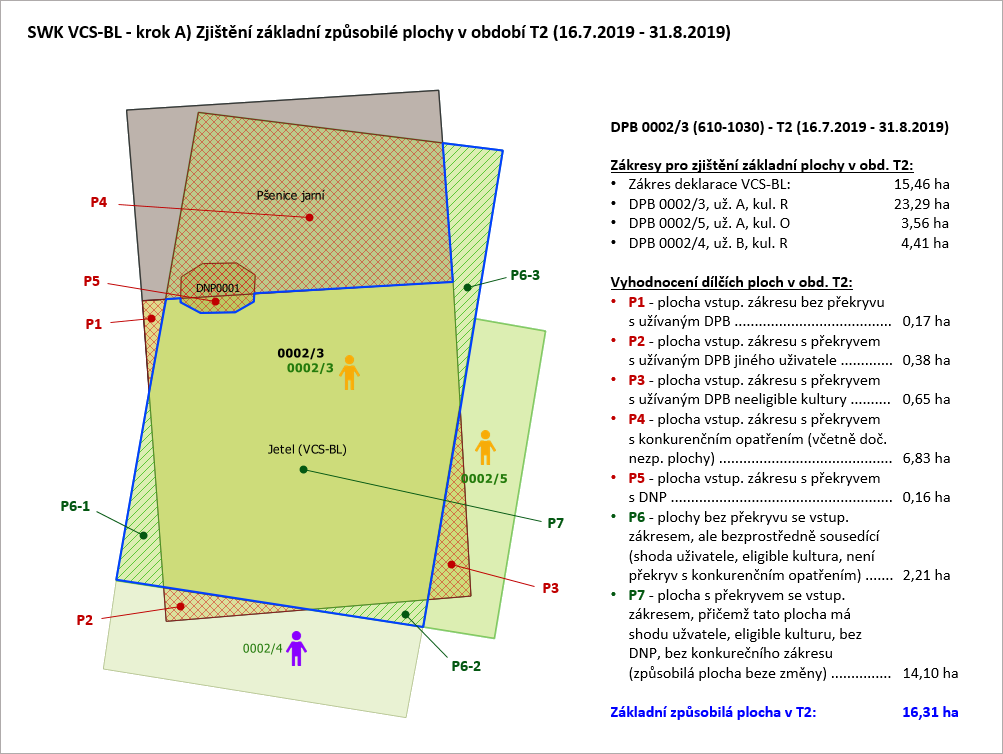 SWK VCS-BL - krok A) Zjištění základní způsobilé plochy v období T2 (16.7.2019 - 31.8.2019)
P4
Pšenice jarní
P5
DNP0001
P1
P6-3
0002/3
0002/3
Jetel (VCS-BL)
0002/5
P6-1
P7
P3
P2
0002/4
P6-2
DPB 0002/3 (610-1030) - T2 (16.7.2019 - 31.8.2019)
Zákresy pro zjištění základní plochy v obd. T2:
• Zákres deklarace VCS-BL: 15,46 ha
• DPB 0002/3, už. A, kul. R 23,29 ha
• DPB 0002/5, už. A, kul. O 3,56 ha
• DPB 0002/4, už. B, kul. R 4,41 ha
Vyhodnocení dílčích ploch v obd. T2:
• P1 - plocha vstup. zákresu bez překryvu
s užívaným DPB ....................................... 0,17 ha
• P2 - plocha vstup. zákresu s překryvem
s užívaným DPB jiného uživatele ............. 0,38 ha
• P3 - plocha vstup. zákresu s překryvem
s užívaným DPB neeligible kultury .......... 0,65 ha
• P4 - plocha vstup. zákresu s překryvem
s konkurenčním opatřením (včetně doč.
nezp. plochy) ........................................... 6,83 ha
• P5 - plocha vstup. zákresu s překryvem
s DNP ....................................................... 0,16 ha
• P6 - plochy bez překryvu se vstup.
zákresem, ale bezprostředně sousedící
(shoda uživatele, eligible kultura, není
překryv s konkurenčním opatřením) ....... 2,21 ha
• P7 - plocha s překryvem se vstup.
zákresem, přičemž tato plocha má
shodu užvatele, eligible kulturu, bez
DNP, bez konkurečního zákresu
(způsobilá plocha beze změny) ............... 14,10 ha
Základní způsobilá plocha v T2: 16,31 ha